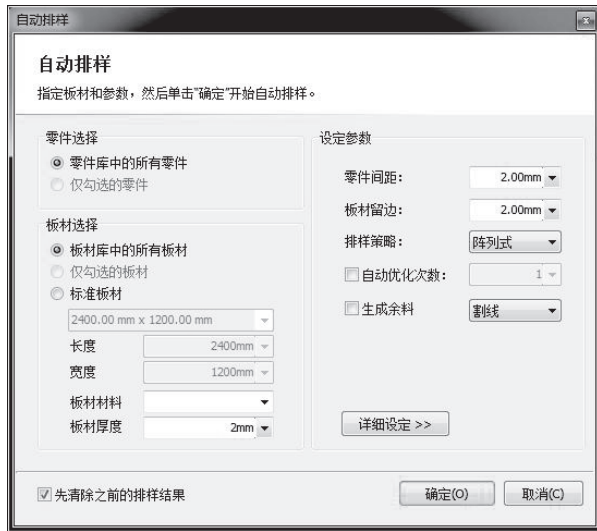 自动排样
自动排样
指定板材和参数，然后单击"确定"开始自动排样。
零件选择
零件库中的所有零件
仅勾选的零件
板材选择
板材库中的所有板材
仅勾选的板材
标准板材
2400.00 mm x 1200.00 mm
长度 2400mm
宽度 1200mm
板材材料
板材厚度 2mm
设定参数
零件间距： 2.00mm
板材留边： 2.00mm
排样策略： 阵列式
自动优化次数： 1
生成余料 割线
详细设定 >>
先清除之前的排样结果
确定(O) 取消(C)